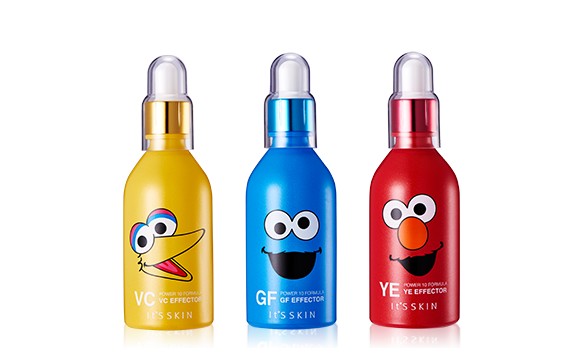 VC POWER 10 FORMULA
VC EFFECTOR
It'S SKIN
GF POWER 10 FORMULA
GF EFFECTOR
It'S SKIN
YE POWER 10 FORMULA
YE EFFECTOR
It'S SKIN